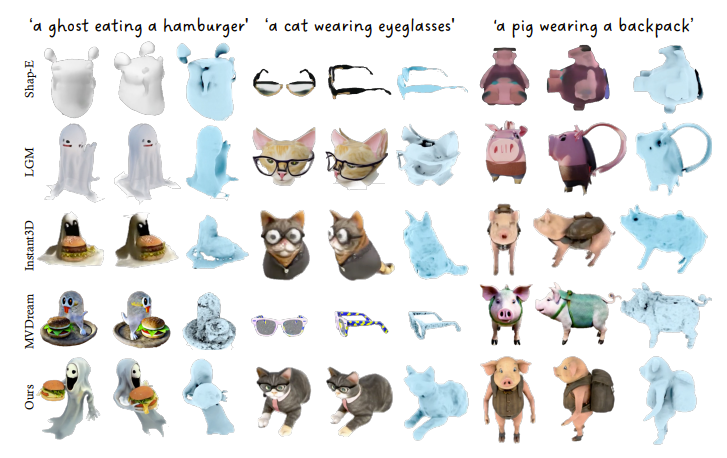 ‘a ghost eating a hamburger’ ‘a cat wearing eyeglasses’ ‘a pig wearing a backpack’
Shap-E
LGM
Instant3D
MVDream
Ours